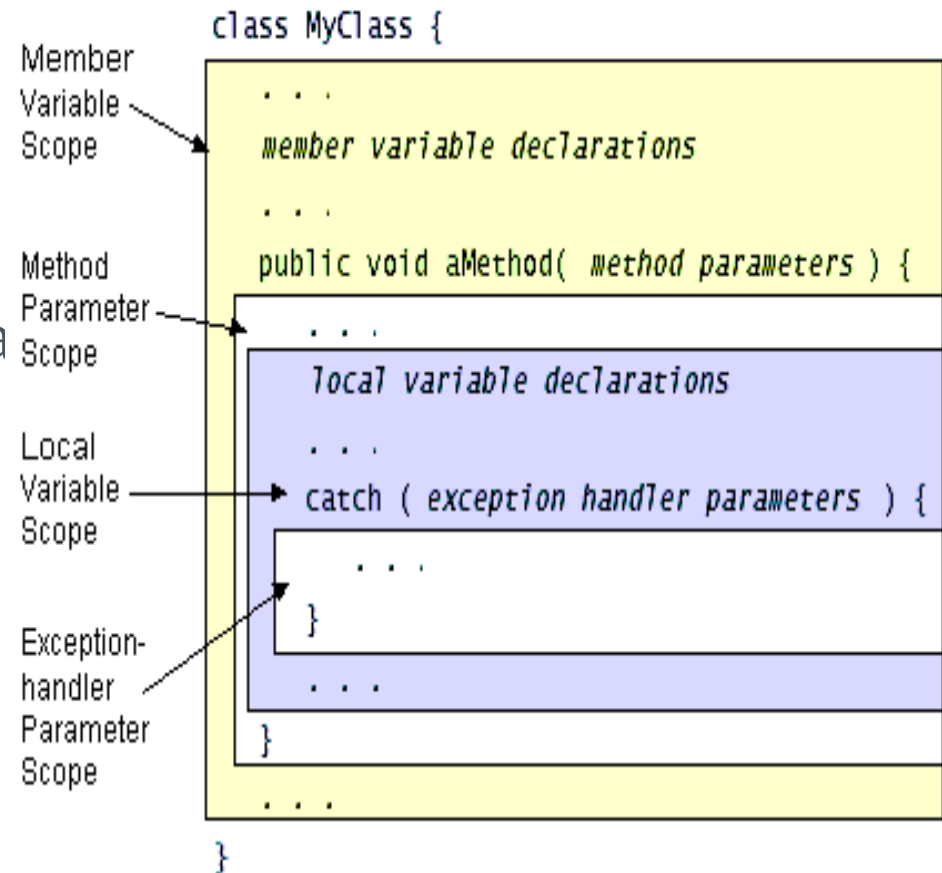 class MyClass {
Member
Variable
Scope
. . .
member variable declarations
. . .
Method
Parameter
Scope
public void aMethod( method parameters ) {
. . .
a
local variable declarations
. . .
Local
Variable
Scope
catch ( exception handler parameters ) {
. . .
}
Exception-
handler
Parameter
Scope
. . .
}
. . .
}